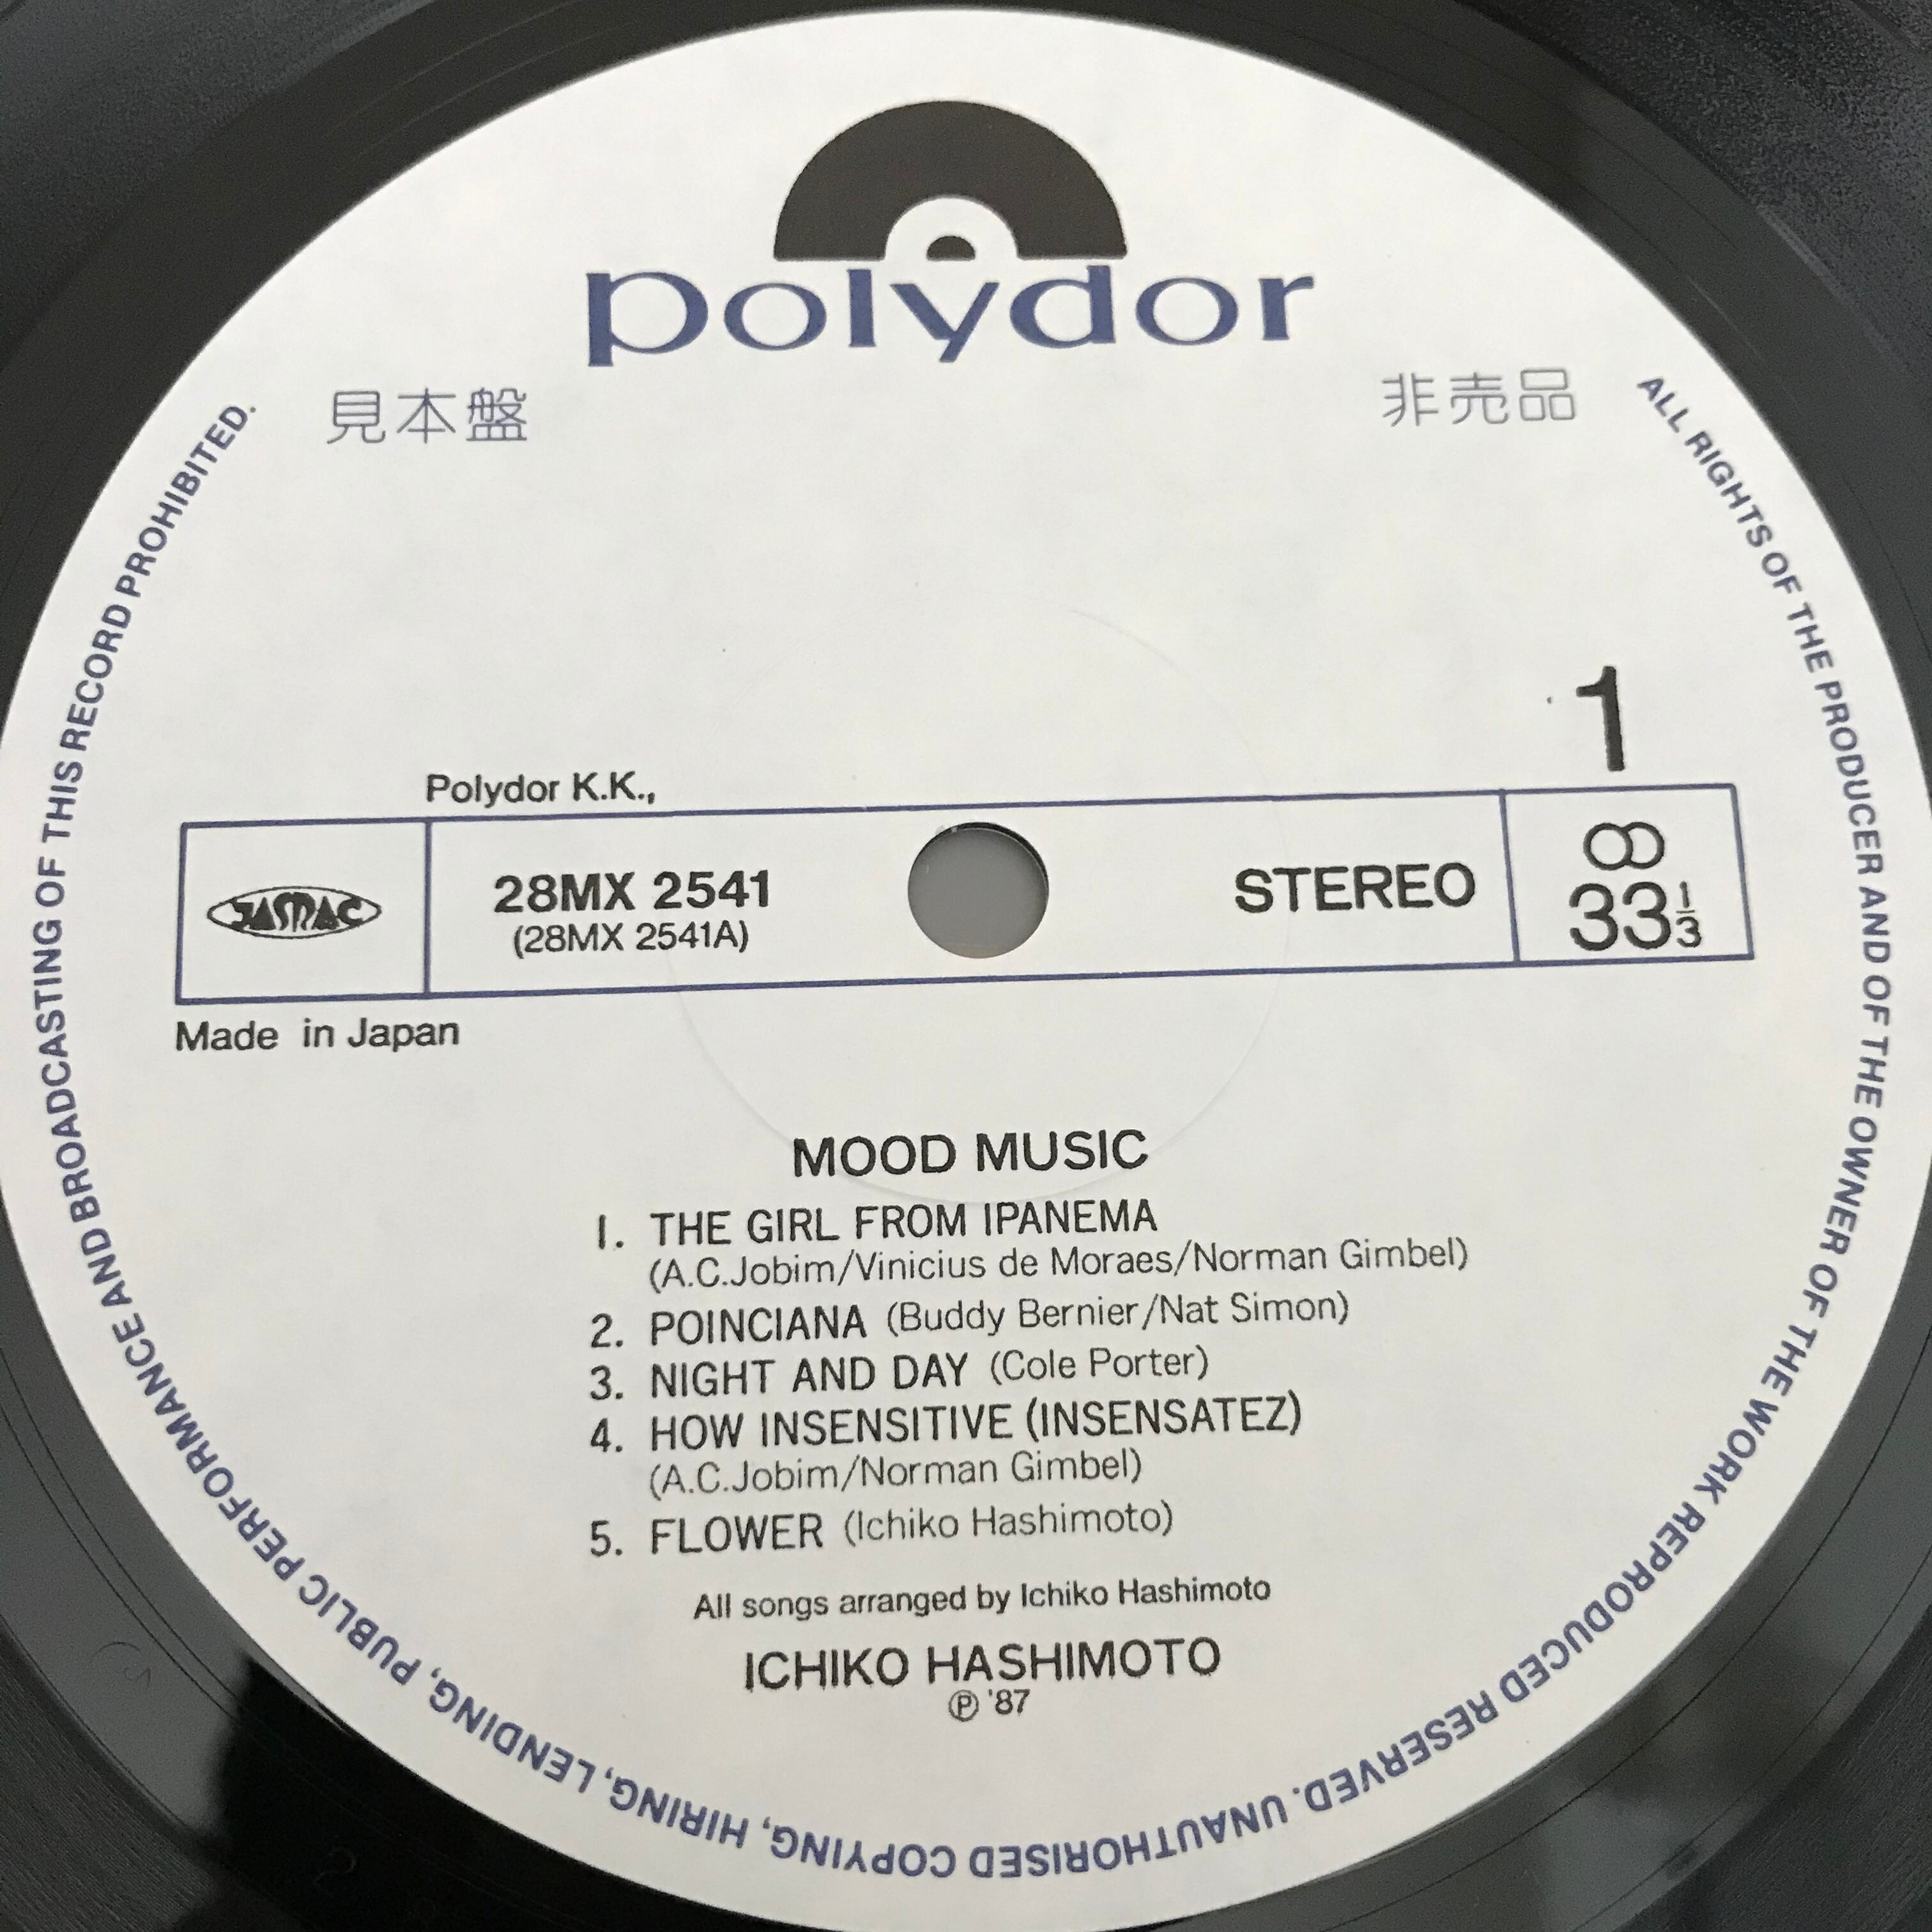 polydor
見本盤
非売品
1
Polydor K.K.,
JASRAC
28MX 2541
(28MX 2541A)
STEREO
33⅓
Made in Japan
MOOD MUSIC
1. THE GIRL FROM IPANEMA
(A.C.Jobim/Vinicius de Moraes/Norman Gimbel)
2. POINCIANA (Buddy Bernier/Nat Simon)
3. NIGHT AND DAY (Cole Porter)
4. HOW INSENSITIVE (INSENSATEZ)
(A.C.Jobim/Norman Gimbel)
5. FLOWER (Ichiko Hashimoto)
All songs arranged by Ichiko Hashimoto
ICHIKO HASHIMOTO
℗ '87
ALL RIGHTS OF THE PRODUCER AND OF THE OWNER OF THE WORK REPRODUCED RESERVED. UNAUTHORISED COPYING, HIRING, LENDING, PUBLIC PERFORMANCE AND BROADCASTING OF THIS RECORD PROHIBITED.